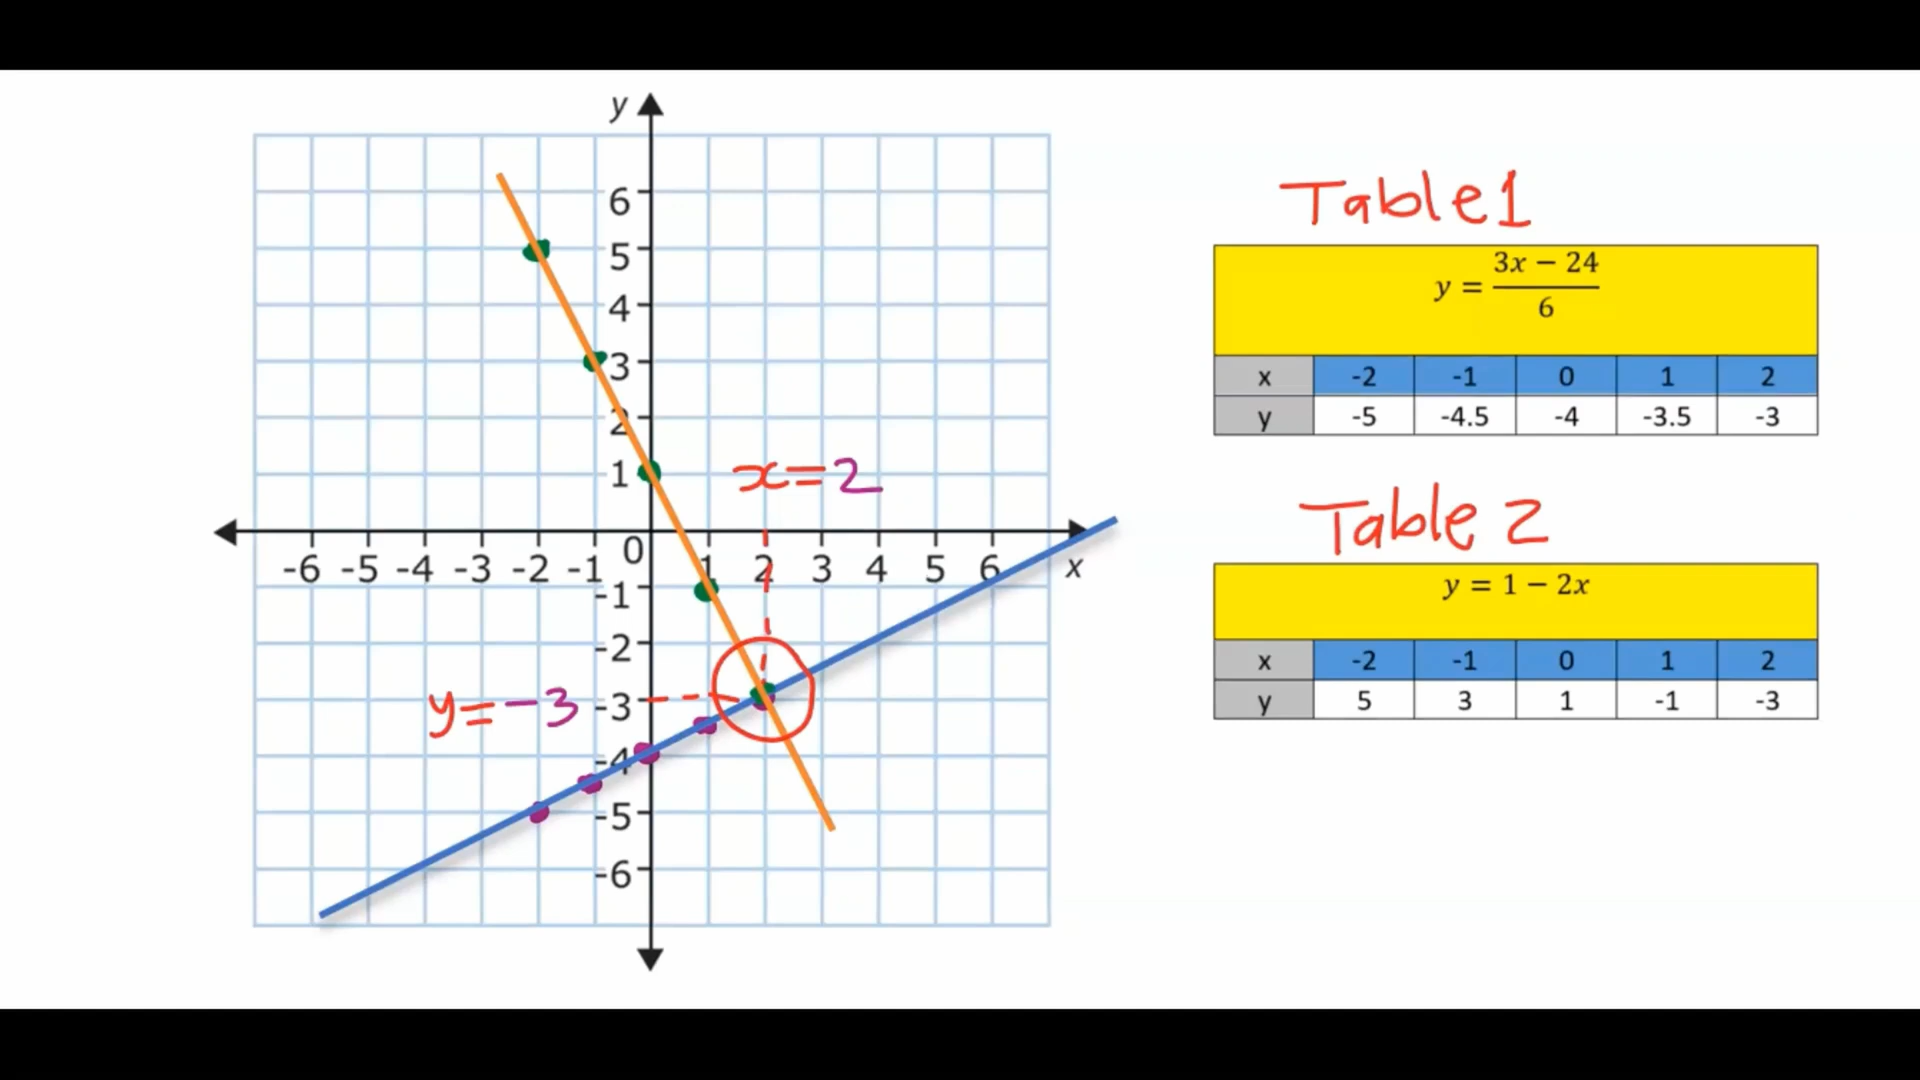 y
6
5
4
3
2
1
x=2
0
-6 -5 -4 -3 -2 -1 1 2 3 4 5 6 x
-1
-2
y=-3 -3
-4
-5
-6
Table 1
y = (3x − 24)/6
x -2 -1 0 1 2
y -5 -4.5 -4 -3.5 -3
Table 2
y = 1 − 2x
x -2 -1 0 1 2
y 5 3 1 -1 -3